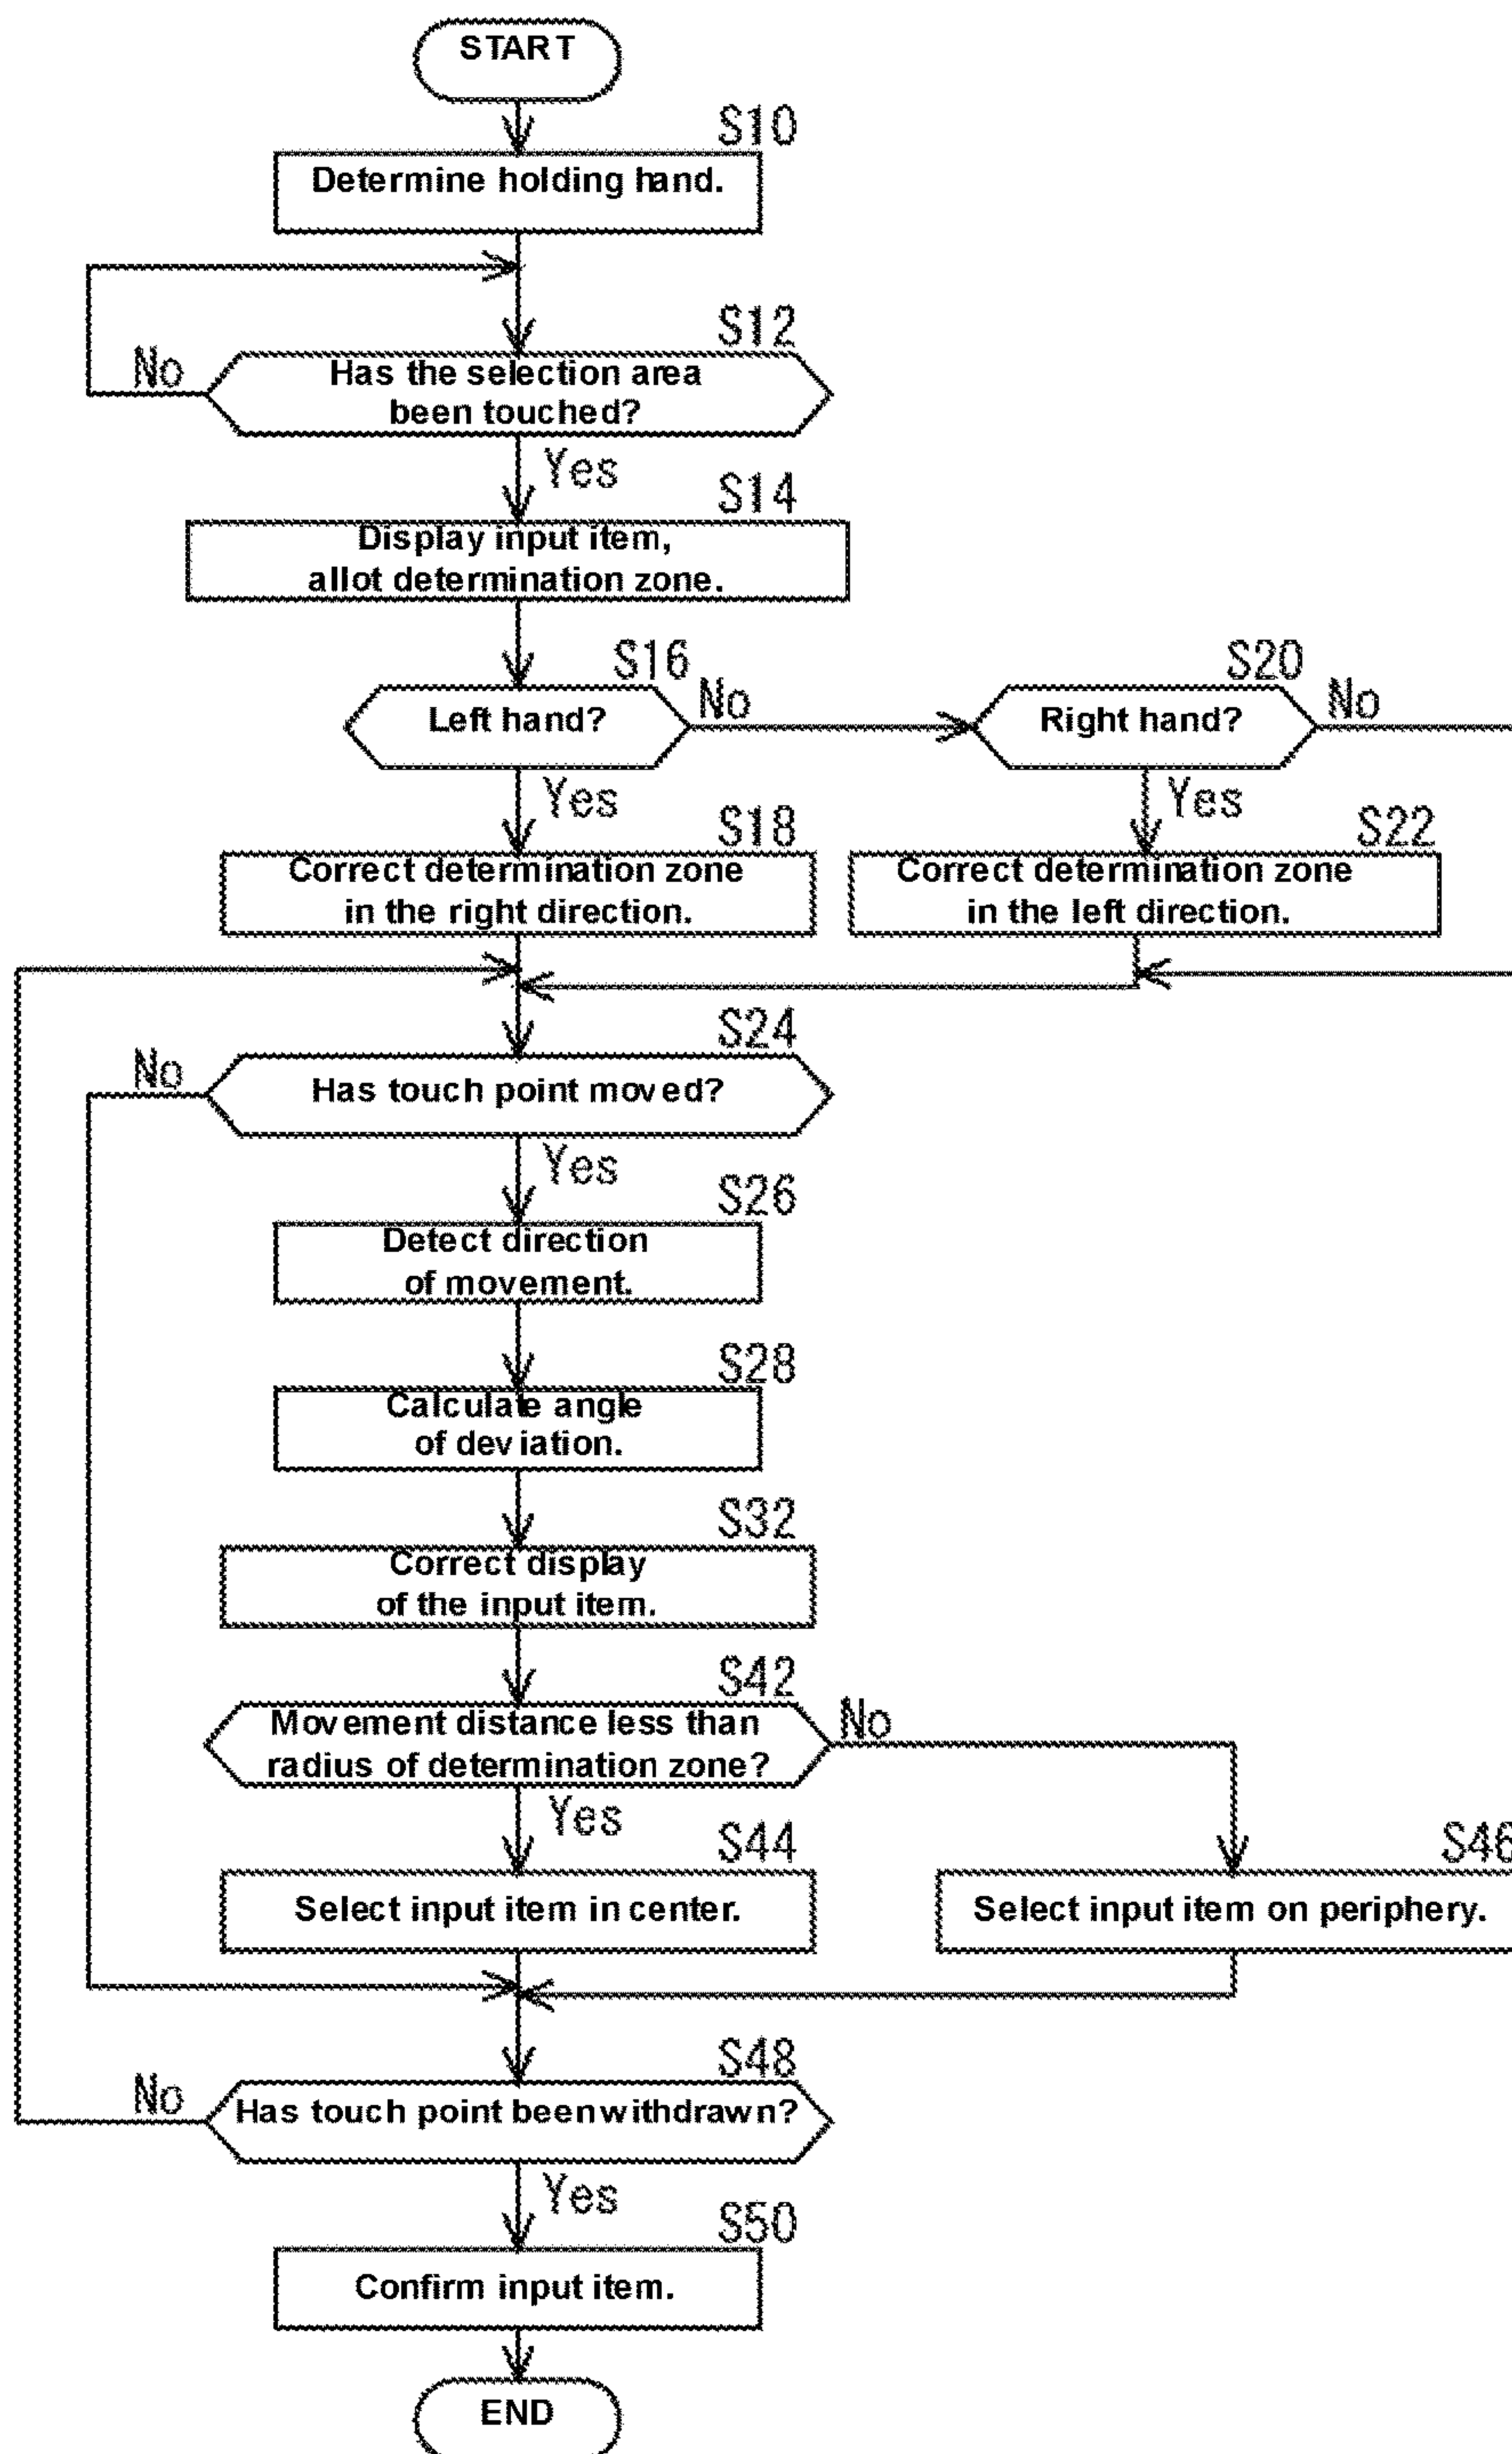 START
S10
Determine holding hand.
S12
No
Has the selection area
been touched?
Yes
S14
Display input item,
allot determination zone.
S16
S20
Left hand?
No
Right hand?
No
Yes
Yes
S18
S22
Correct determination zone
in the right direction.
Correct determination zone
in the left direction.
S24
No
Has touch point moved?
Yes
S26
Detect direction
of movement.
S28
Calculate angle
of deviation.
S32
Correct display
of the input item.
S42
No
Movement distance less than
radius of determination zone?
Yes
S44
S46
Select input item in center.
Select input item on periphery.
S48
No
Has touch point been withdrawn?
Yes
S50
Confirm input item.
END